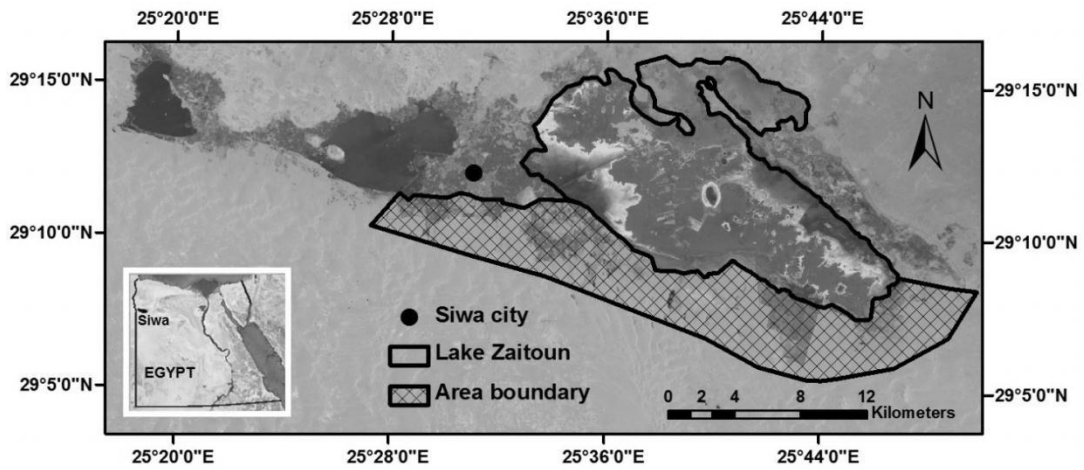 25°20'0"E 25°28'0"E 25°36'0"E 25°44'0"E
29°15'0"N
29°15'0"N
N
29°10'0"N
29°10'0"N
Siwa
EGYPT
Siwa city
Lake Zaitoun
Area boundary
0 2 4 8 12
Kilometers
29°5'0"N
29°5'0"N
25°20'0"E 25°28'0"E 25°36'0"E 25°44'0"E